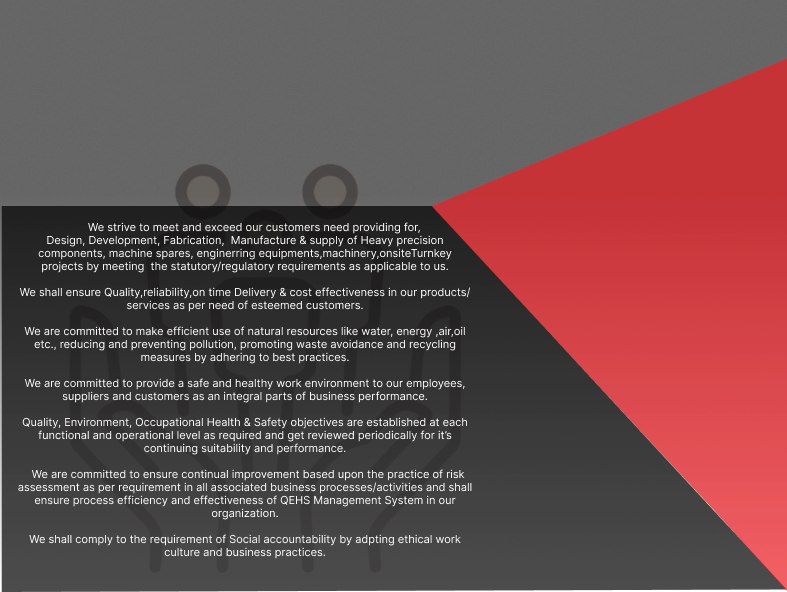 We strive to meet and exceed our customers need providing for,
Design, Development, Fabrication,  Manufacture & supply of Heavy precision
components, machine spares, enginerring equipments,machinery,onsiteTurnkey
projects by meeting  the statutory/regulatory requirements as applicable to us.
We shall ensure Quality,reliability,on time Delivery & cost effectiveness in our products/
services as per need of esteemed customers.
We are committed to make efficient use of natural resources like water, energy ,air,oil
etc., reducing and preventing pollution, promoting waste avoidance and recycling
measures by adhering to best practices.
We are committed to provide a safe and healthy work environment to our employees,
suppliers and customers as an integral parts of business performance.
Quality, Environment, Occupational Health & Safety objectives are established at each
functional and operational level as required and get reviewed periodically for it's
continuing suitability and performance.
We are committed to ensure continual improvement based upon the practice of risk
assessment as per requirement in all associated business processes/activities and shall
ensure process efficiency and effectiveness of QEHS Management System in our
organization.
We shall comply to the requirement of Social accountability by adpting ethical work
culture and business practices.